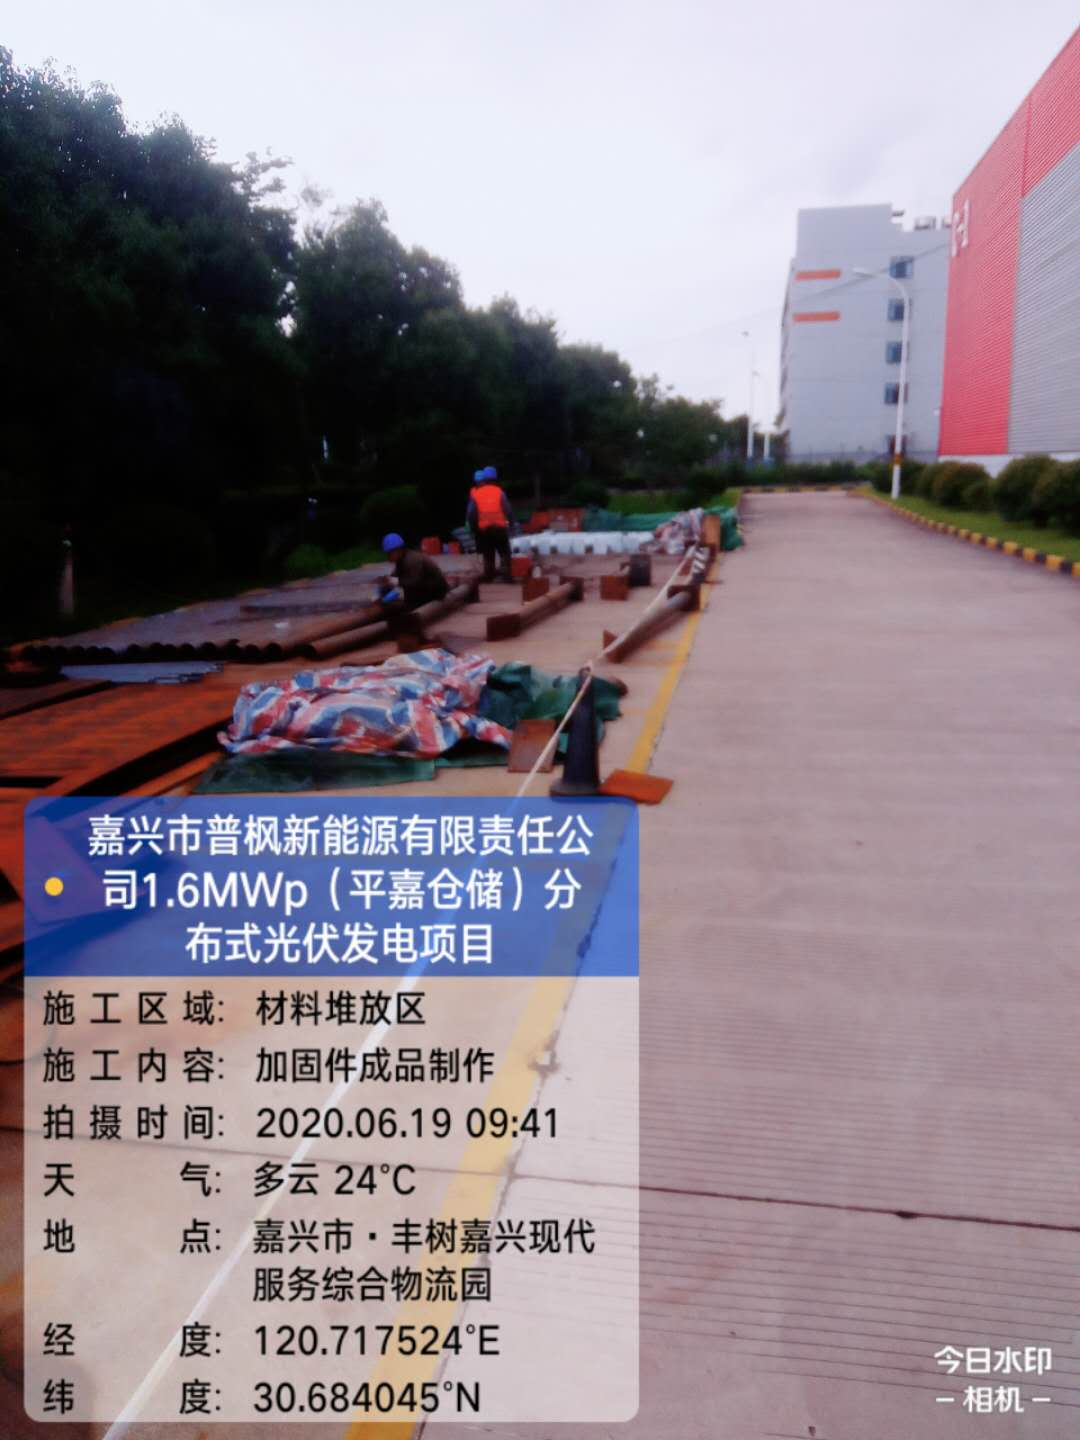 嘉兴市普枫新能源有限责任公
司1.6MWp（平嘉仓储）分
布式光伏发电项目
施工区域：材料堆放区
施工内容：加固件成品制作
拍摄时间：2020.06.19 09:41
天气：多云 24℃
地点：嘉兴市·丰树嘉兴现代
服务综合物流园
经度：120.717524°E
纬度：30.684045°N
今日水印
–相机–